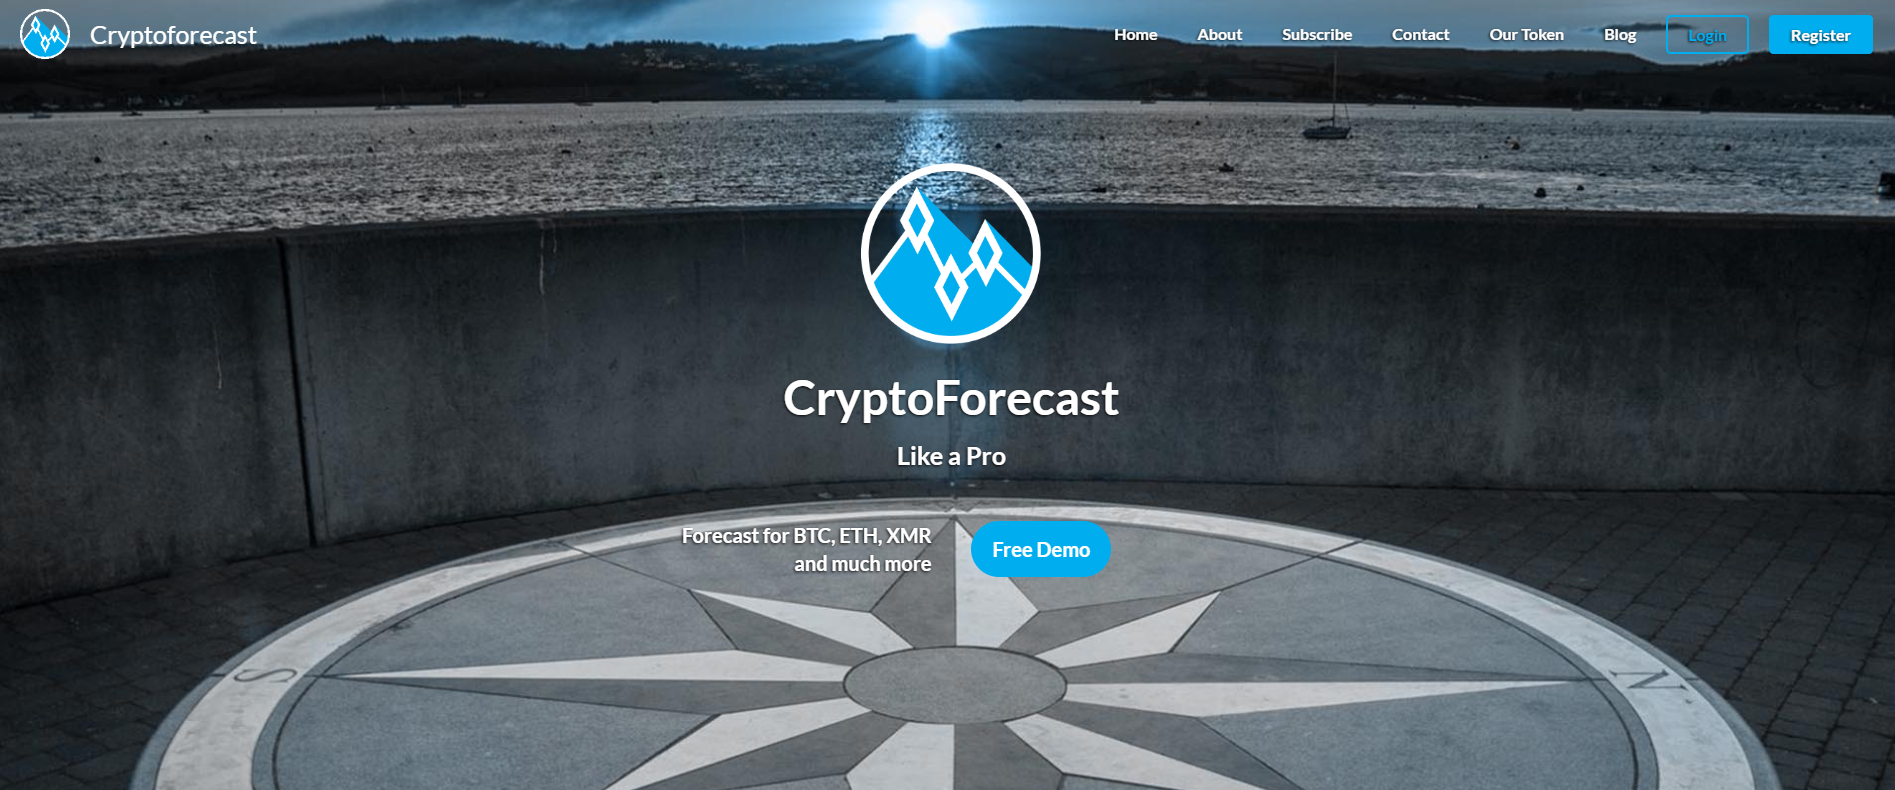 Cryptoforecast
Home About Subscribe Contact Our Token Blog Login Register
CryptoForecast
Like a Pro
Forecast for BTC, ETH, XMR
and much more
Free Demo
S
N